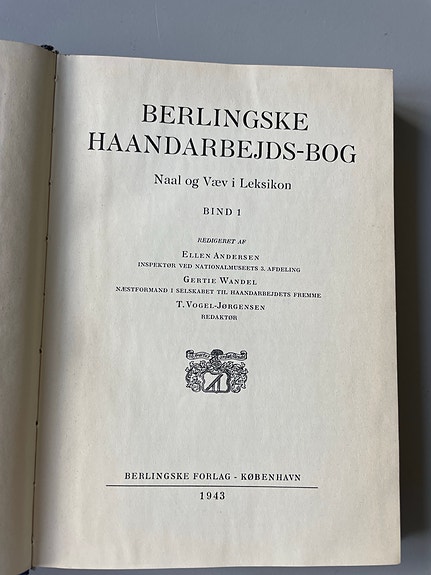 BERLINGSKE
HAANDARBEJDS-BOG
Naal og Væv i Leksikon
BIND 1
REDIGERET AF
ELLEN ANDERSEN
INSPEKTØR VED NATIONALMUSEETS 3. AFDELING
GERTIE WANDEL
NÆSTFORMAND I SELSKABET TIL HAANDARBEJDETS FREMME
T. VOGEL-JØRGENSEN
REDAKTØR
BERLINGSKE FORLAG - KØBENHAVN
1943